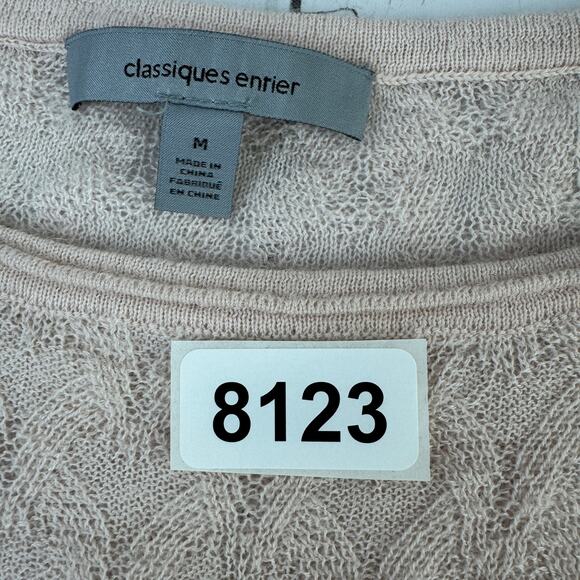 classiques entier
M
MADE IN
CHINA
FABRIQUÉ
EN CHINE
8123